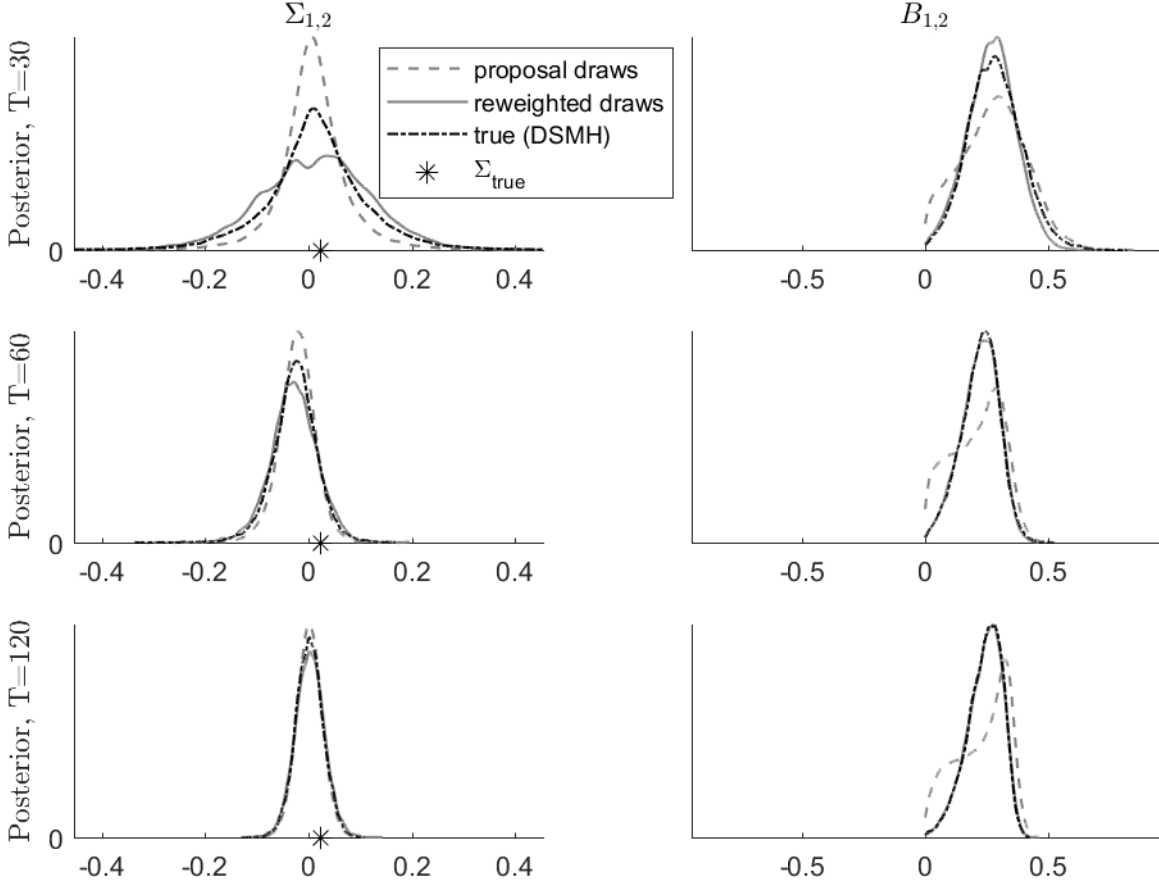 Σ1,2
B1,2
Posterior, T=30
proposal draws
reweighted draws
true (DSMH)
Σtrue
0
-0.4 -0.2 0 0.2 0.4
-0.5 0 0.5
Posterior, T=60
0
-0.4 -0.2 0 0.2 0.4
-0.5 0 0.5
Posterior, T=120
0
-0.4 -0.2 0 0.2 0.4
-0.5 0 0.5